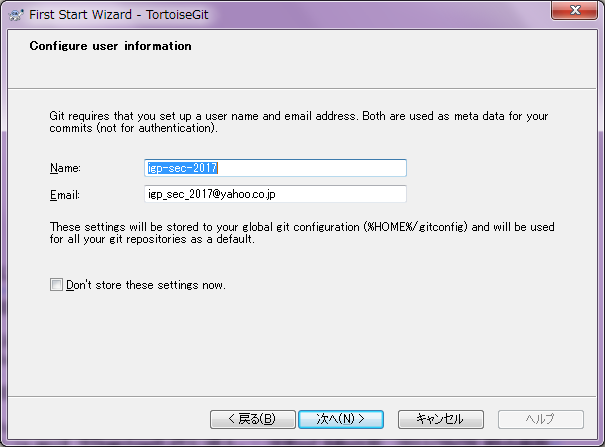 First Start Wizard - TortoiseGit
Configure user information
Git requires that you set up a user name and email address. Both are used as meta data for your
commits (not for authentication).
Name: igp-sec-2017
Email: igp_sec_2017@yahoo.co.jp
These settings will be stored to your global git configuration (%HOME%/gitconfig) and will be used
for all your git repositories as a default.
Don't store these settings now.
< 戻る(B) 次へ(N) > キャンセル ヘルプ